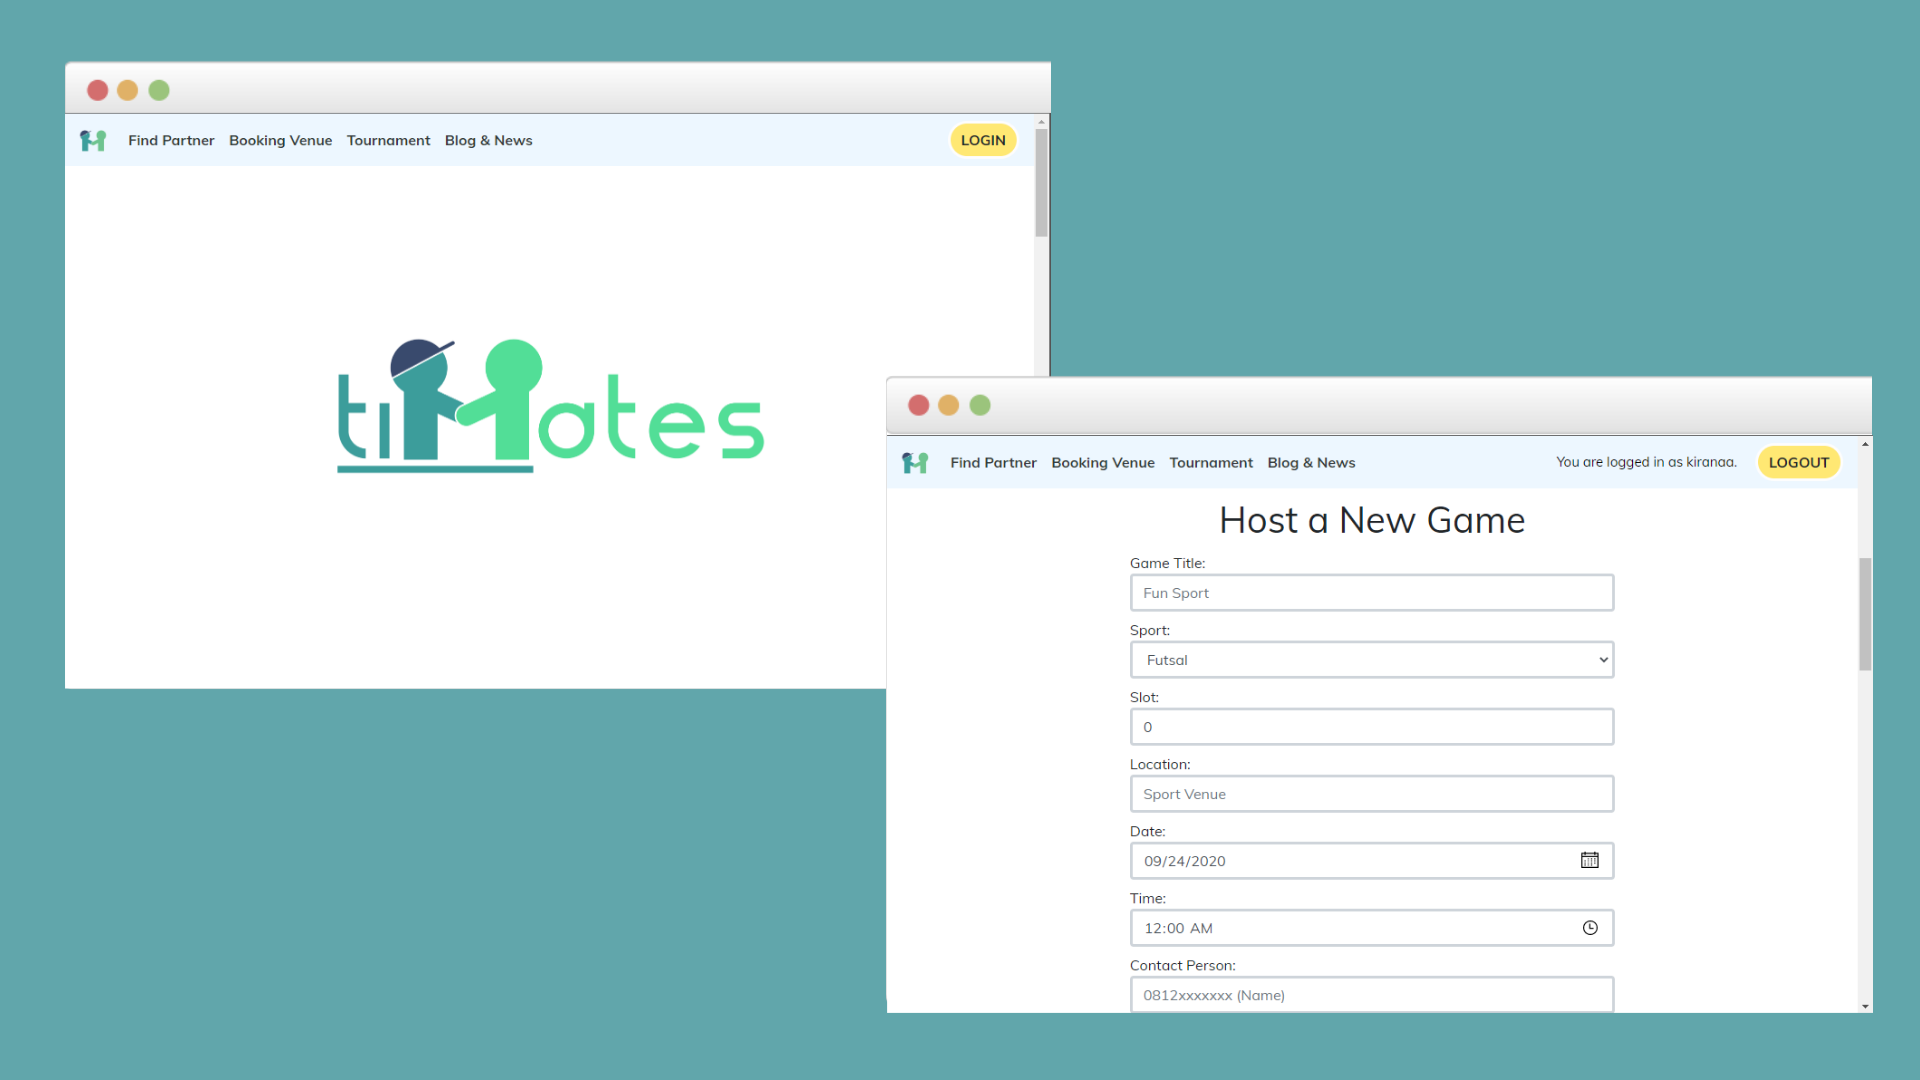 Find Partner Booking Venue Tournament Blog & News LOGIN
tiMates
Find Partner Booking Venue Tournament Blog & News You are logged in as kiranaa. LOGOUT
Host a New Game
Game Title:
Fun Sport
Sport:
Futsal
Slot:
0
Location:
Sport Venue
Date:
09/24/2020
Time:
12:00 AM
Contact Person:
0812xxxxxxx (Name)